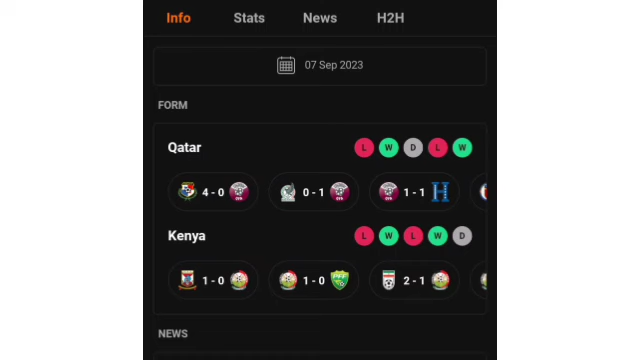 Info Stats News H2H
07 Sep 2023
FORM
Qatar L W D L W
4 - 0 0 - 1 1 - 1 H
Kenya L W L W D
1 - 0 1 - 0 2 - 1
NEWS